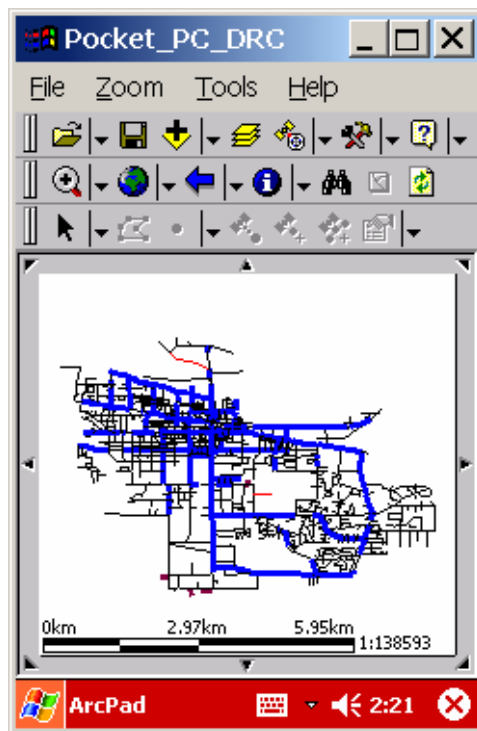 Pocket_PC_DRC
File Zoom Tools Help
0km 2.97km 5.95km
1:138593
ArcPad 2:21